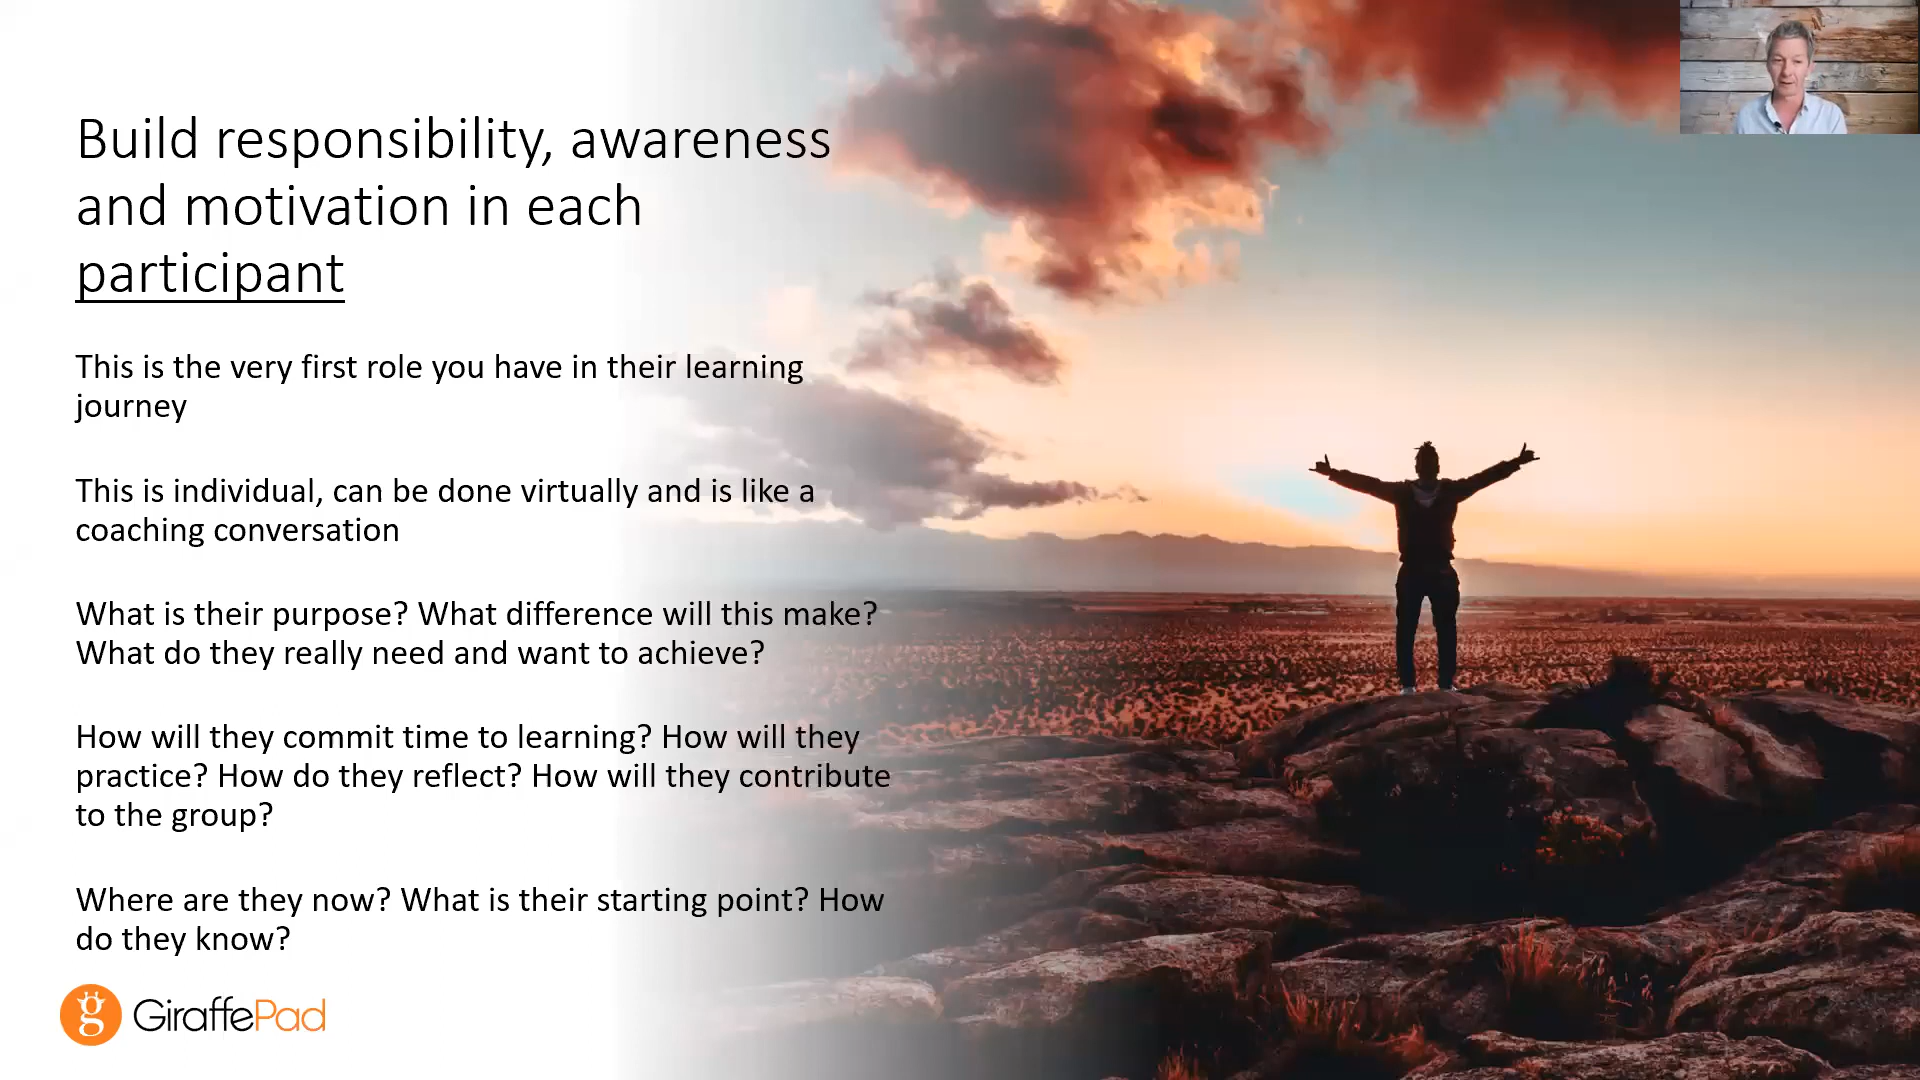 Build responsibility, awareness
and motivation in each
participant
This is the very first role you have in their learning
journey
This is individual, can be done virtually and is like a
coaching conversation
What is their purpose? What difference will this make?
What do they really need and want to achieve?
How will they commit time to learning? How will they
practice? How do they reflect? How will they contribute
to the group?
Where are they now? What is their starting point? How
do they know?
g GiraffePad